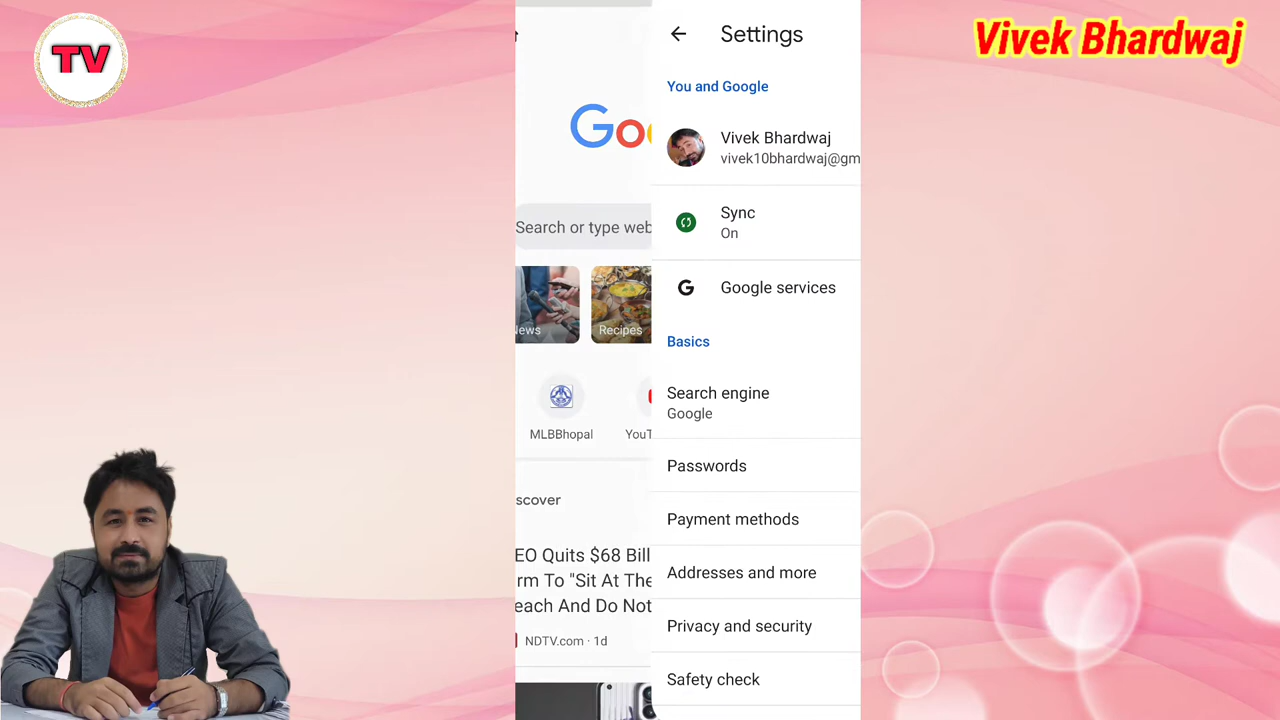 TV
Vivek Bhardwaj
Goo
Search or type web
News
Recipes
MLBBhopal
YouT
scover
EO Quits $68 Bill
rm To "Sit At The
each And Do Not
NDTV.com · 1d
Settings
You and Google
Vivek Bhardwaj
vivek10bhardwaj@gm
Sync
On
G
Google services
Basics
Search engine
Google
Passwords
Payment methods
Addresses and more
Privacy and security
Safety check